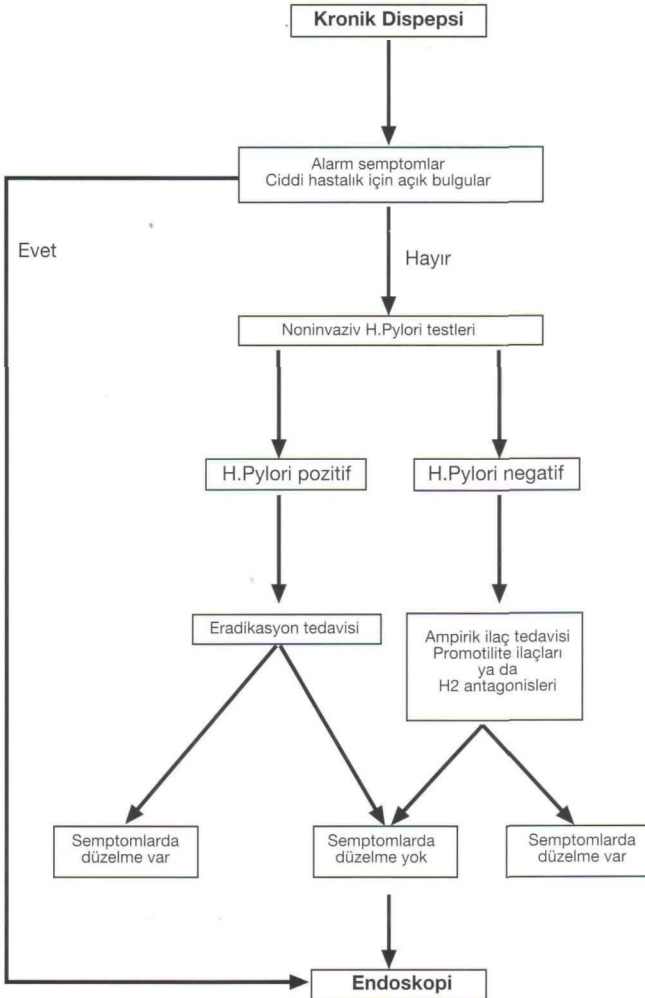 Kronik Dispepsi
Alarm semptomlar
Ciddi hastalık için açık bulgular
Evet
Hayır
Noninvaziv H.Pylori testleri
H.Pylori pozitif
H.Pylori negatif
Eradikasyon tedavisi
Ampirik ilaç tedavisi
Promotilite ilaçları
ya da
H2 antagonisleri
Semptomlarda
düzelme var
Semptomlarda
düzelme yok
Semptomlarda
düzelme var
Endoskopi